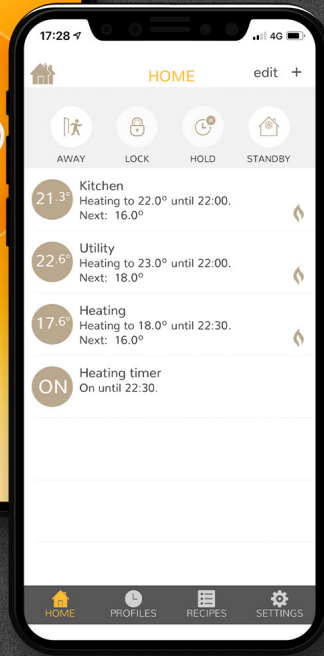 17:28
4G
HOME
edit +
AWAY LOCK HOLD STANDBY
21.3°
Kitchen
Heating to 22.0° until 22:00.
Next: 16.0°
22.6°
Utility
Heating to 23.0° until 22:00.
Next: 18.0°
17.6°
Heating
Heating to 18.0° until 22:30.
Next: 16.0°
ON
Heating timer
On until 22:30.
HOME PROFILES RECIPES SETTINGS